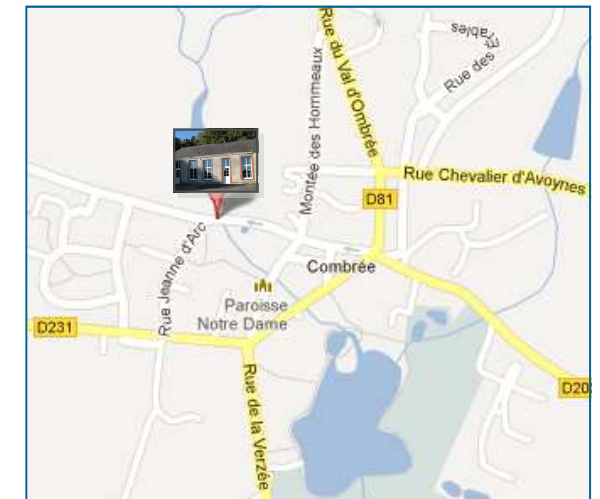 Rue du Val d'Ombrée
Rue des Érables
Montée des Hommeaux
Rue Chevalier d'Avoynes
D81
Rue Jeanne d'Arc
Combrée
Paroisse
Notre Dame
D231
Rue de la Verzée
D20